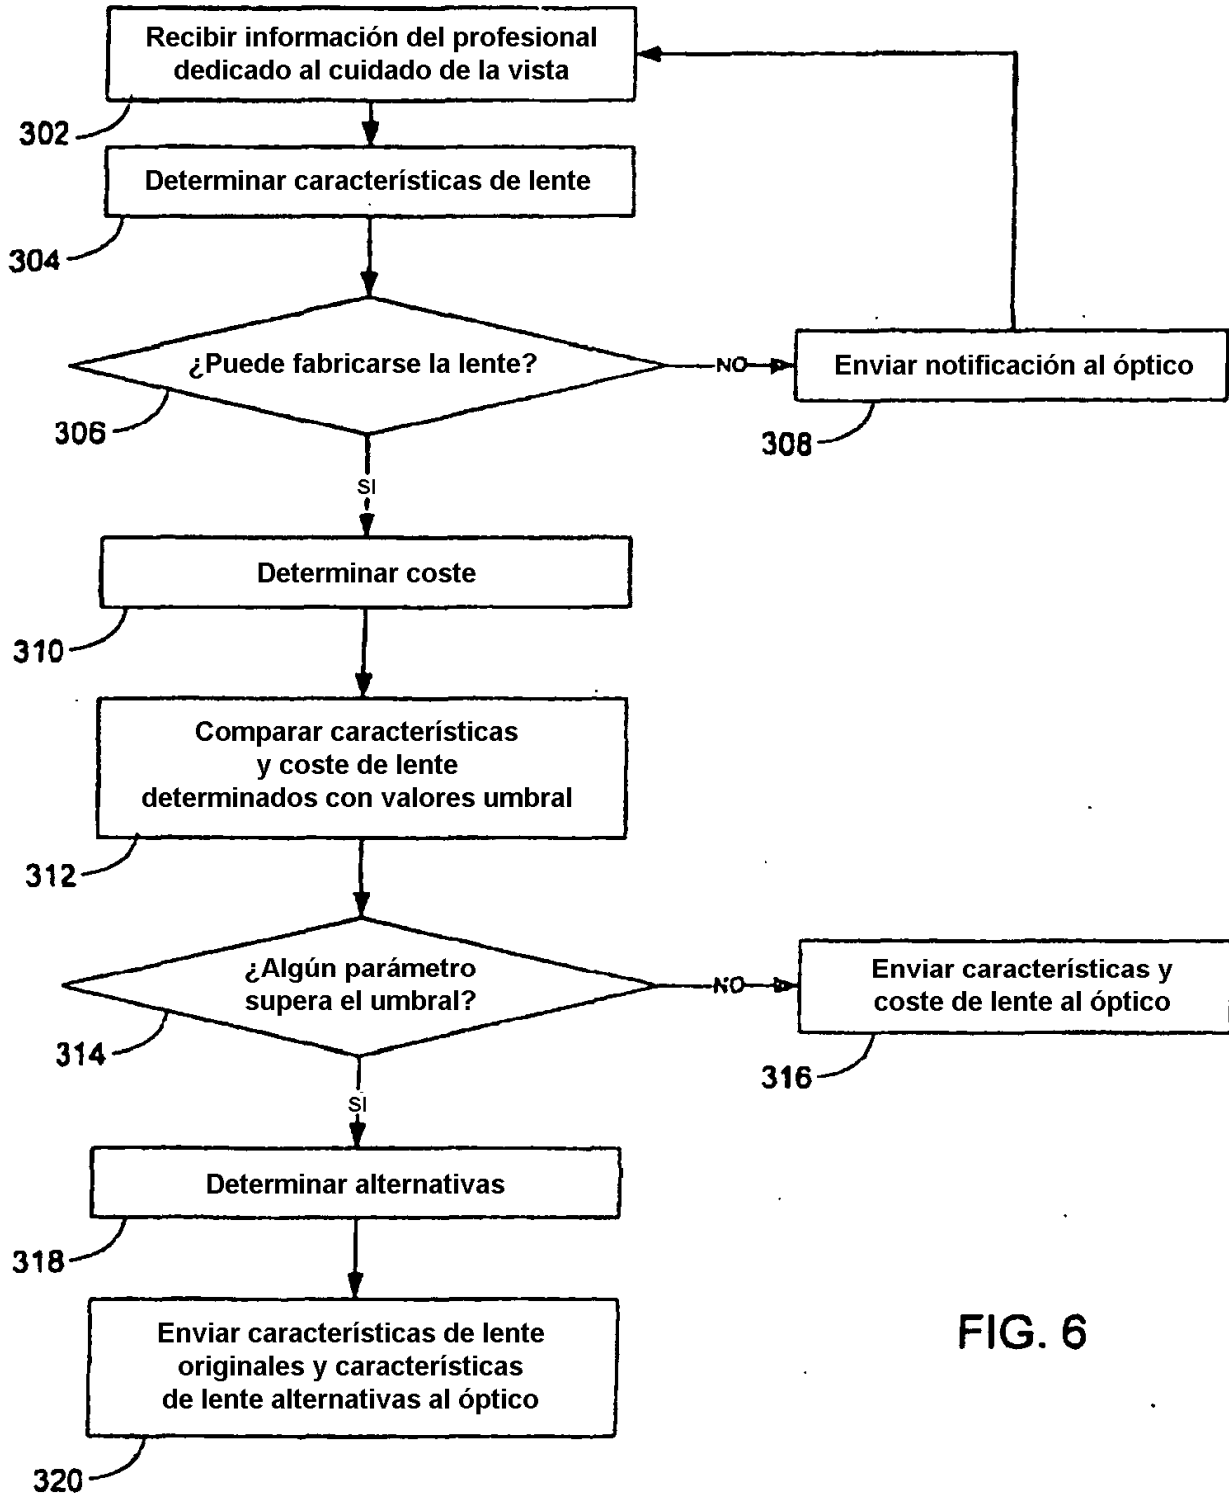 Recibir información del profesional
dedicado al cuidado de la vista
302
Determinar características de lente
304
¿Puede fabricarse la lente?
NO
Enviar notificación al óptico
306
308
SI
Determinar coste
310
Comparar características
y coste de lente
determinados con valores umbral
312
¿Algún parámetro
supera el umbral?
NO
Enviar características y
coste de lente al óptico
314
316
SI
Determinar alternativas
318
Enviar características de lente
originales y características
de lente alternativas al óptico
320
FIG. 6